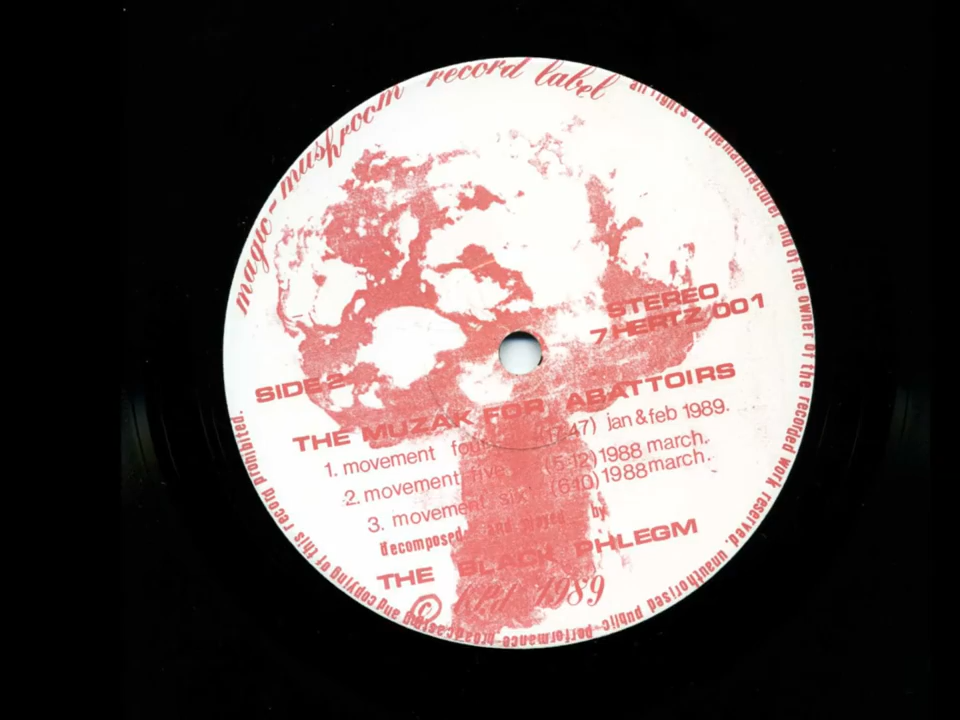 magic-mushroom record label
all rights of the manufacturer and of the owner of the recorded work reserved. unauthorised public performance broadcasting and copying of this record prohibited.
STEREO
7 HERTZ 001
SIDE 2
THE MUZAK FOR ABATTOIRS
1. movement four (17:47) jan & feb 1989.
2. movement five (5:12) 1988 march.
3. movement six (6:10) 1988 march.
decomposed and played by
THE BLACK PHLEGM
© 1989